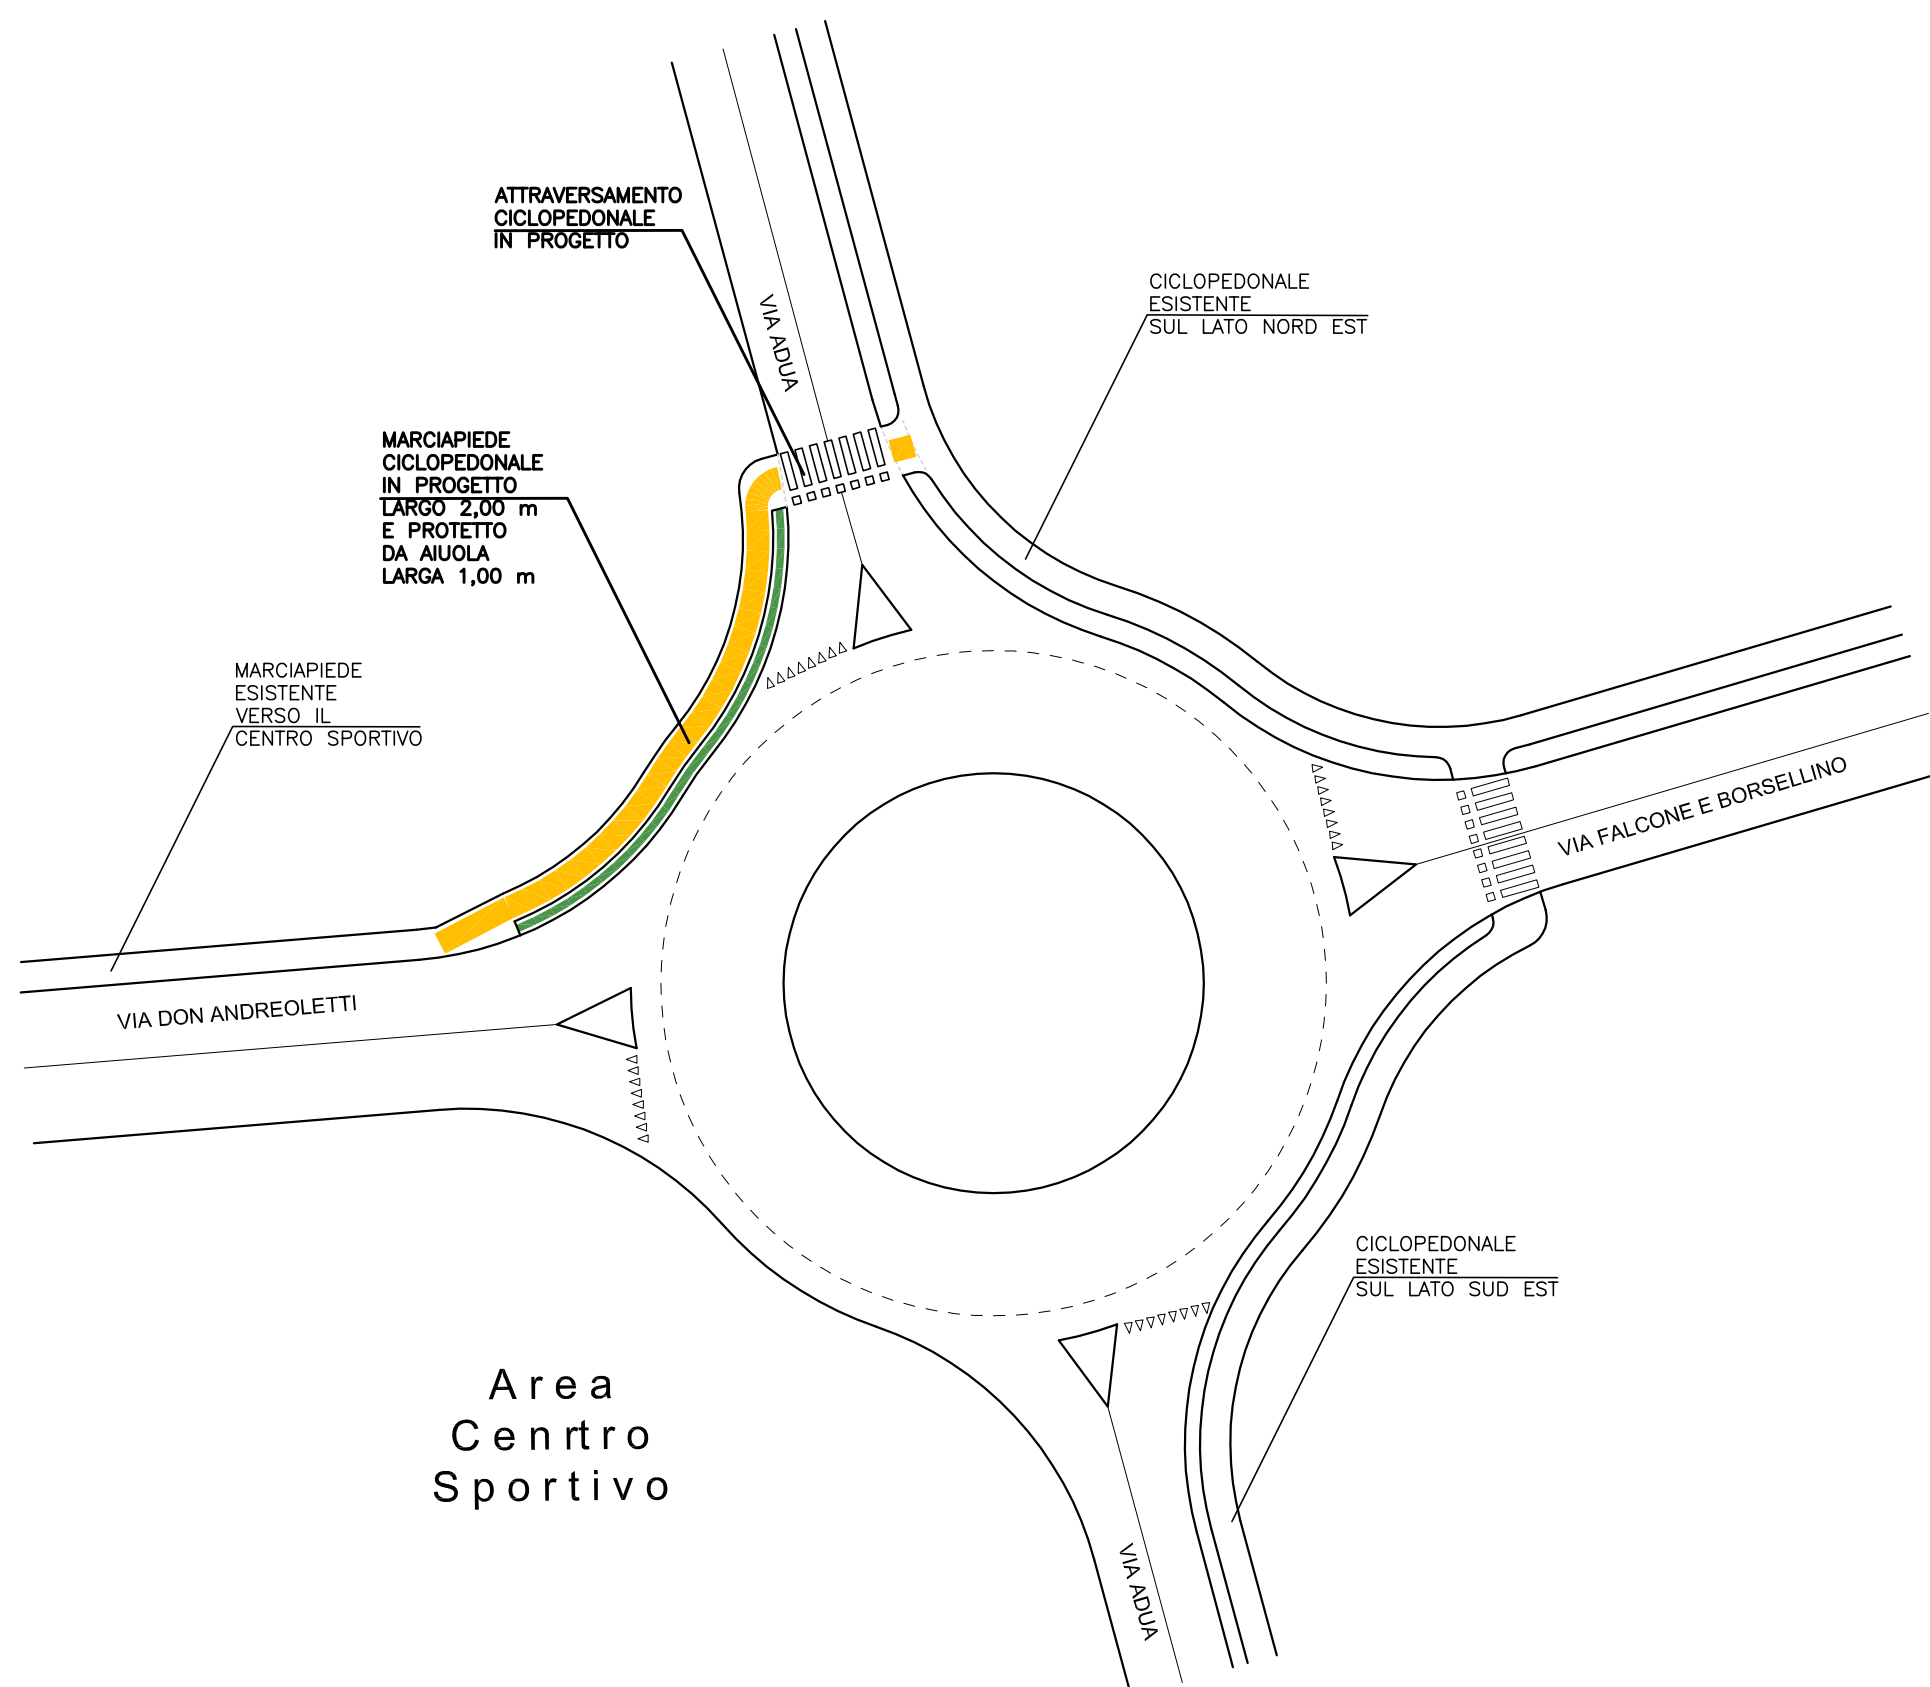 ATTRAVERSAMENTO
CICLOPEDONALE
IN PROGETTO
CICLOPEDONALE
ESISTENTE
SUL LATO NORD EST
VIA ADUA
MARCIAPIEDE
CICLOPEDONALE
IN PROGETTO
LARGO 2,00 m
E PROTETTO
DA AIUOLA
LARGA 1,00 m
MARCIAPIEDE
ESISTENTE
VERSO IL
CENTRO SPORTIVO
VIA FALCONE E BORSELLINO
VIA DON ANDREOLETTI
CICLOPEDONALE
ESISTENTE
SUL LATO SUD EST
Area
Cenrtro
Sportivo
VIA ADUA